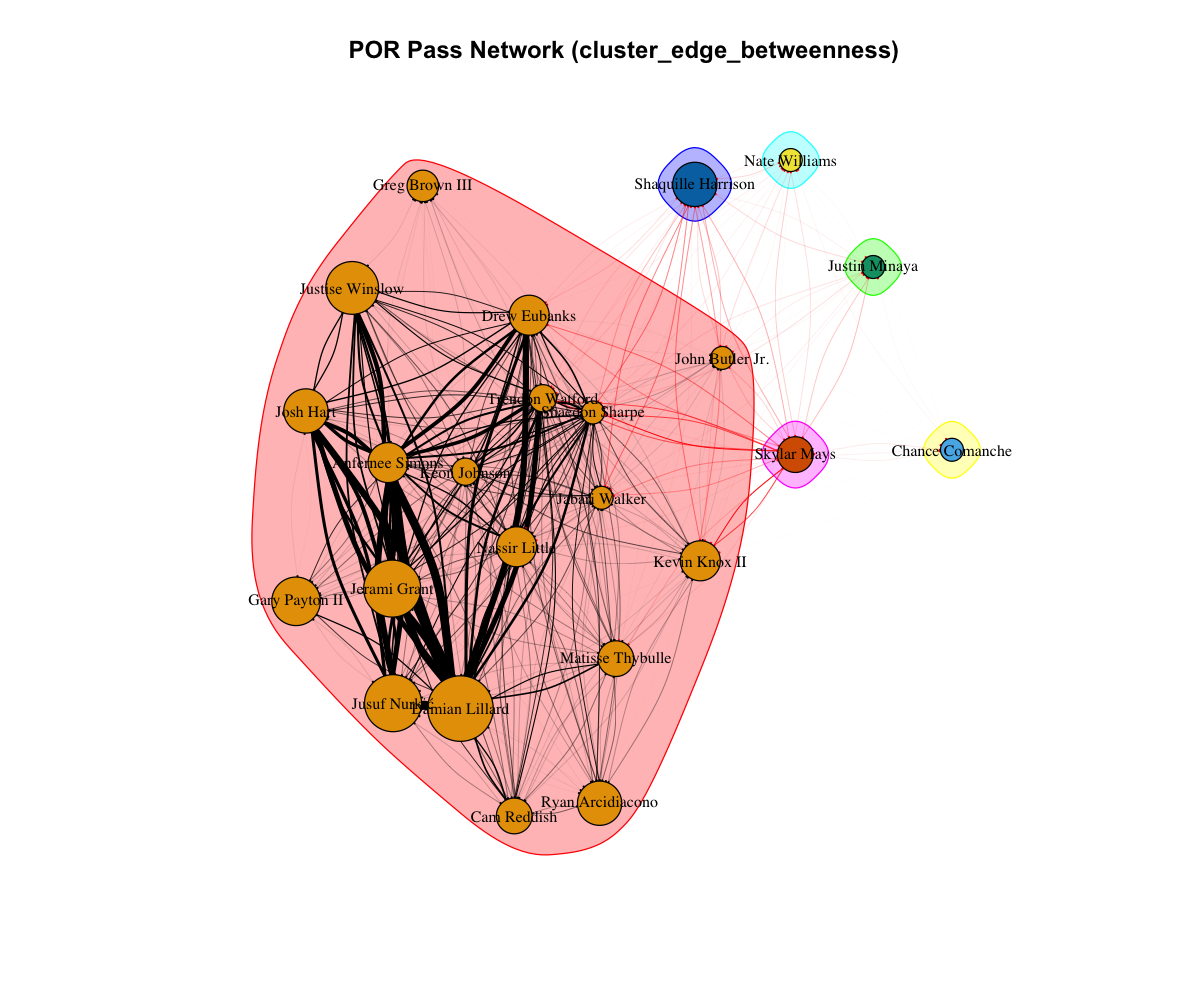 POR Pass Network (cluster_edge_betweenness)
Nate Williams
Greg Brown III
Shaquille Harrison
Justin Minaya
Justise Winslow
Drew Eubanks
John Butler Jr.
Trendon Watford
Josh Hart
Shaedon Sharpe
Skylar Mays
Chance Comanche
Anfernee Simons
Keon Johnson
Jabari Walker
Nassir Little
Kevin Knox II
Jerami Grant
Gary Payton II
Matisse Thybulle
Jusuf Nurkic
Damian Lillard
Ryan Arcidiacono
Cam Reddish